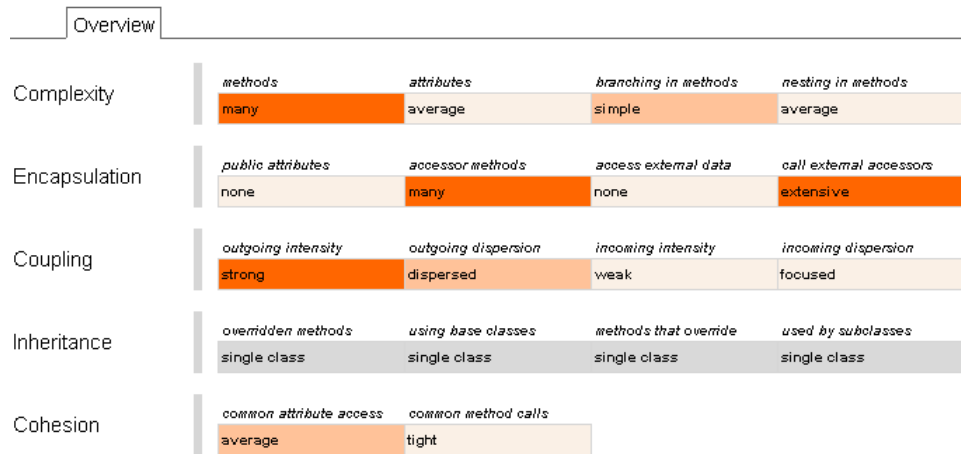 Overview
Complexity
methods attributes branching in methods nesting in methods
many average simple average
Encapsulation
public attributes accessor methods access external data call external accessors
none many none extensive
Coupling
outgoing intensity outgoing dispersion incoming intensity incoming dispersion
strong dispersed weak focused
Inheritance
overridden methods using base classes methods that override used by subclasses
single class single class single class single class
Cohesion
common attribute access common method calls
average tight